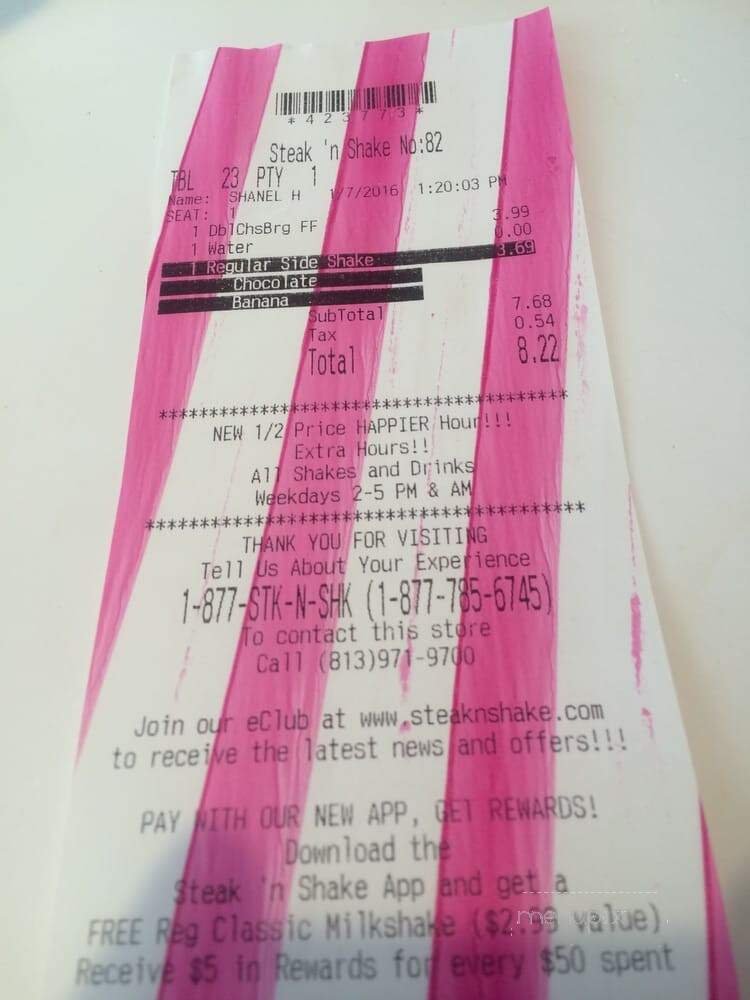 *423773*
Steak 'n Shake No:82
TBL 23 PTY 1
Name: SHANEL H 1/7/2016 1:20:03 PM
SEAT: 1
1 DblChsBrg FF 3.99
1 Water 0.00
1 Regular Side Shake 3.69
Chocolate
Banana
SubTotal 7.68
Tax 0.54
Total 8.22
****************************************
NEW 1/2 Price HAPPIER Hour!!!
Extra Hours!!
All Shakes and Drinks
Weekdays 2-5 PM & AM
****************************************
THANK YOU FOR VISITING
Tell Us About Your Experience
1-877-STK-N-SHK (1-877-785-6745)
To contact this store
Call (813)971-9700
Join our eClub at www.steaknshake.com
to receive the latest news and offers!!!
PAY WITH OUR NEW APP, GET REWARDS!
Download the
Steak 'n Shake App and get a
FREE Reg Classic Milkshake ($2.99 value)
Receive $5 in Rewards for every $50 spent